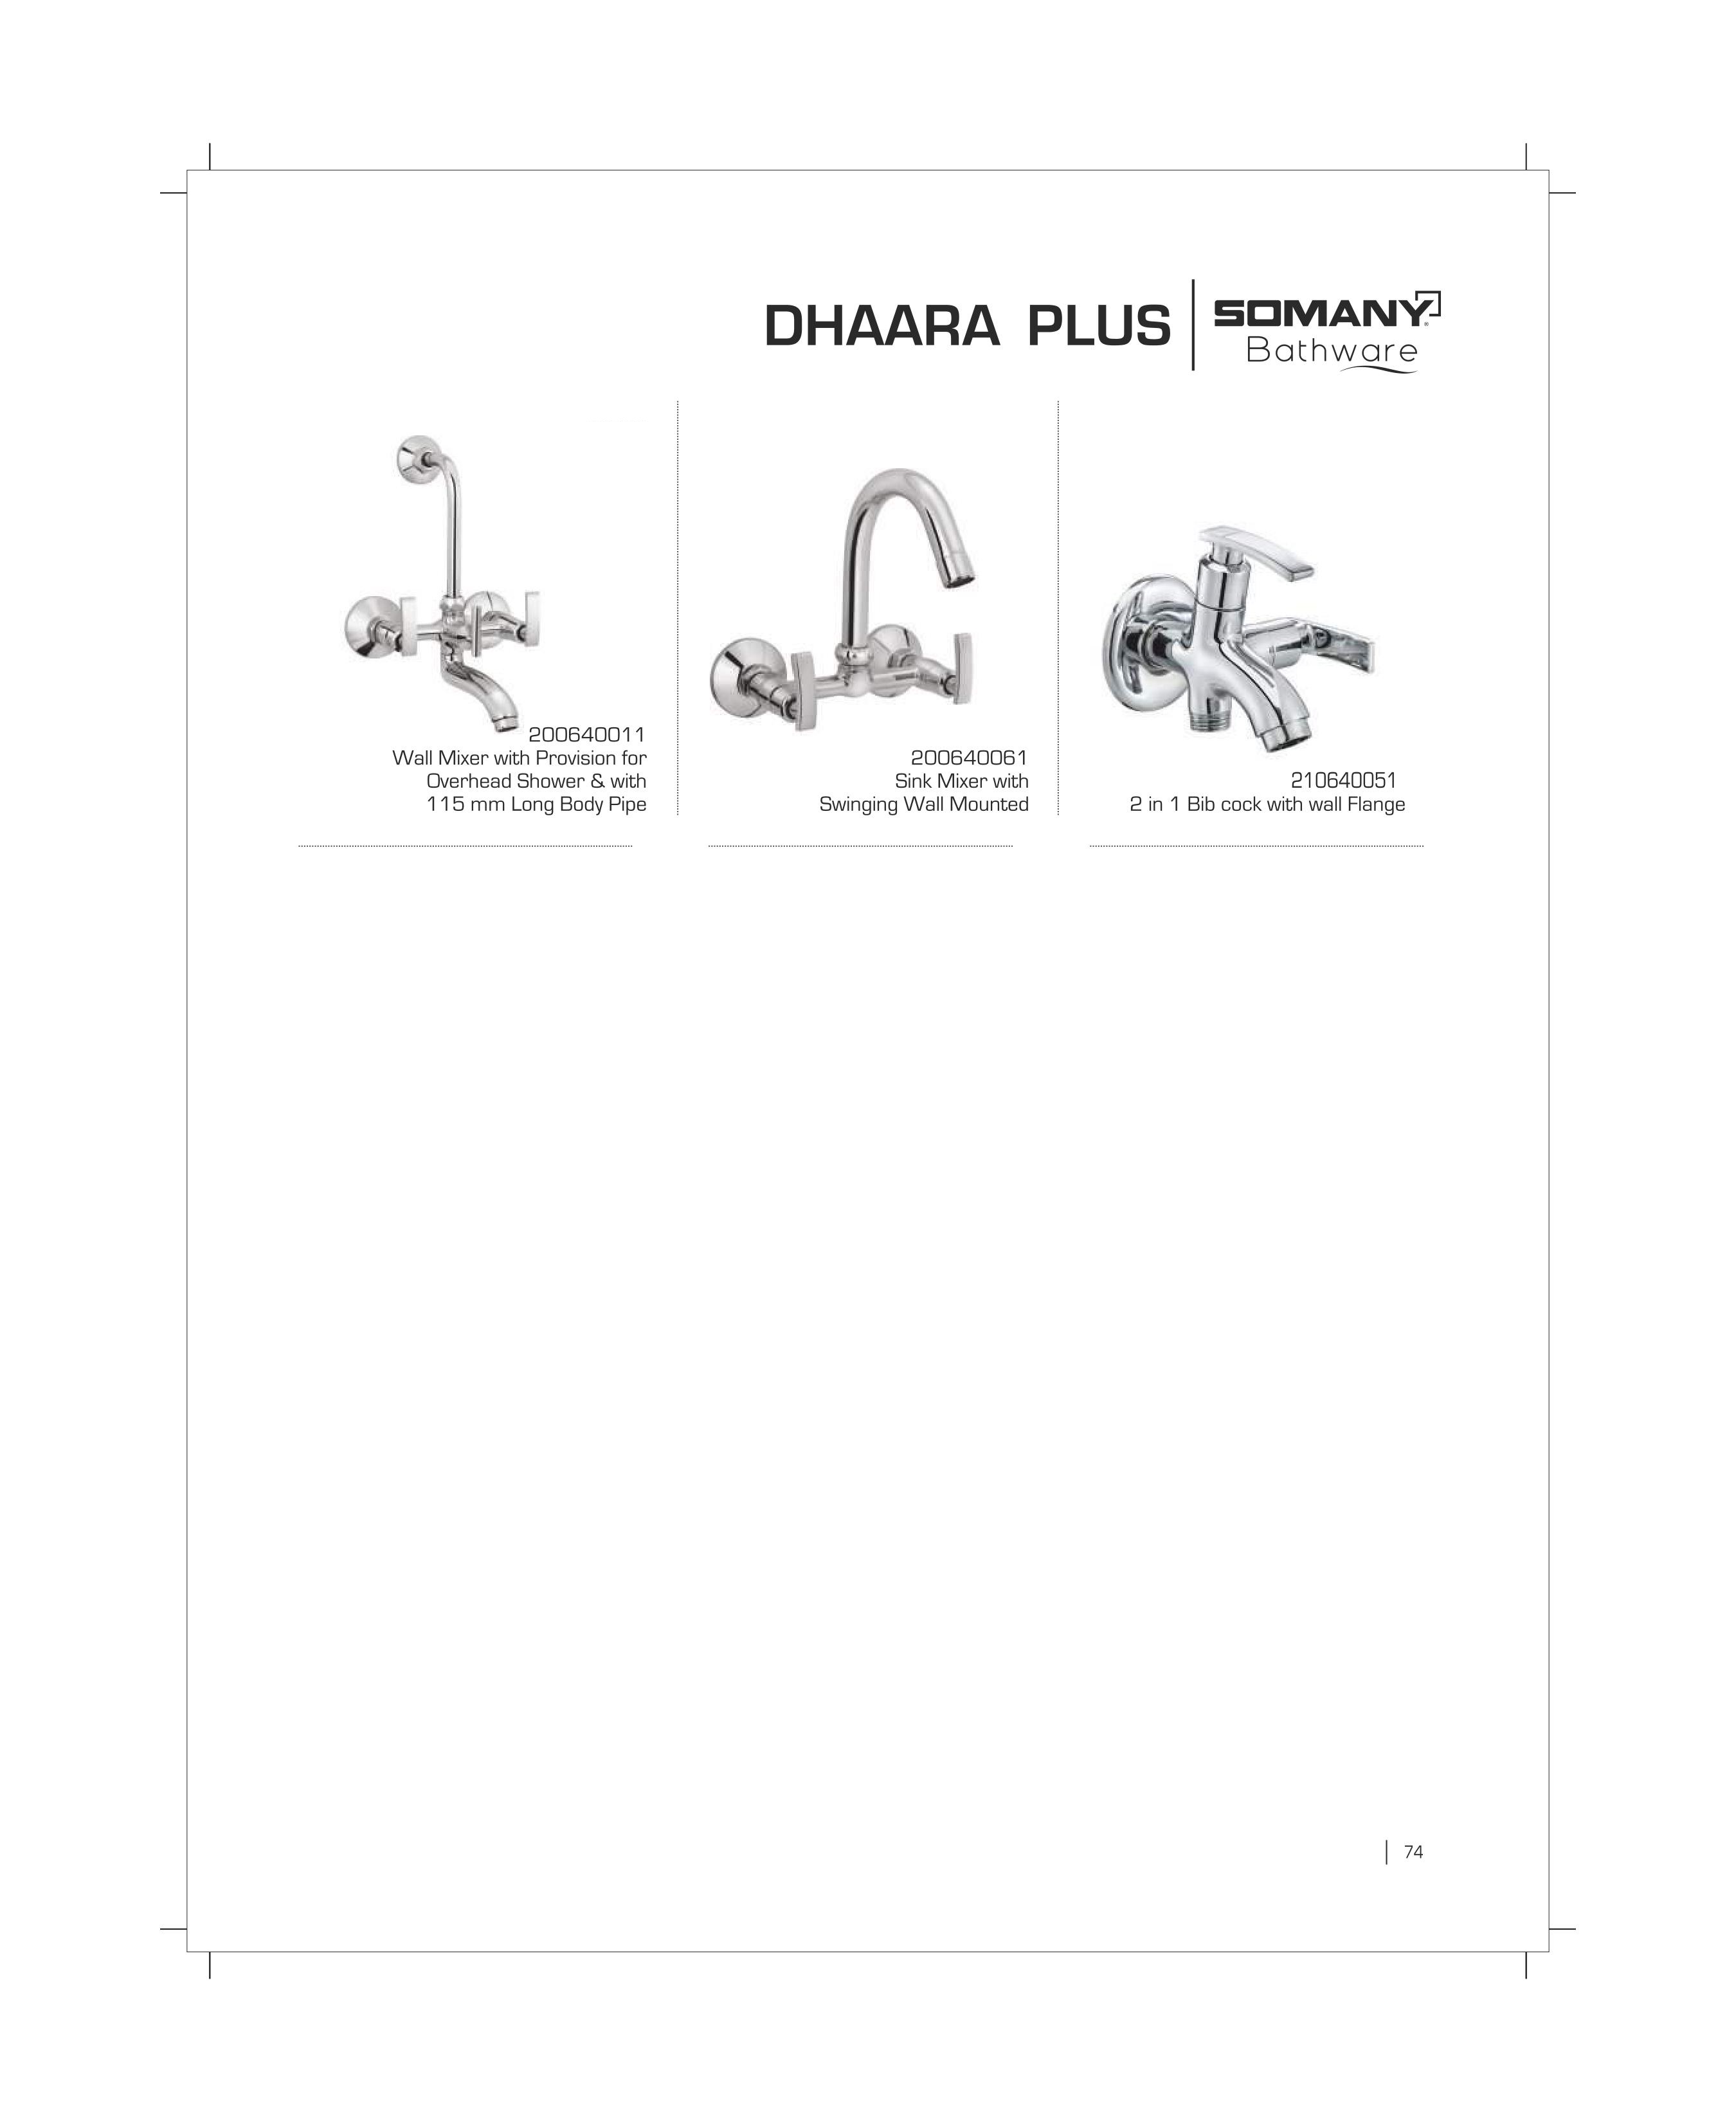 DHAARA PLUS
SOMANY®
Bathware
200640011
Wall Mixer with Provision for
Overhead Shower & with
115 mm Long Body Pipe
200640061
Sink Mixer with
Swinging Wall Mounted
210640051
2 in 1 Bib cock with wall Flange
74